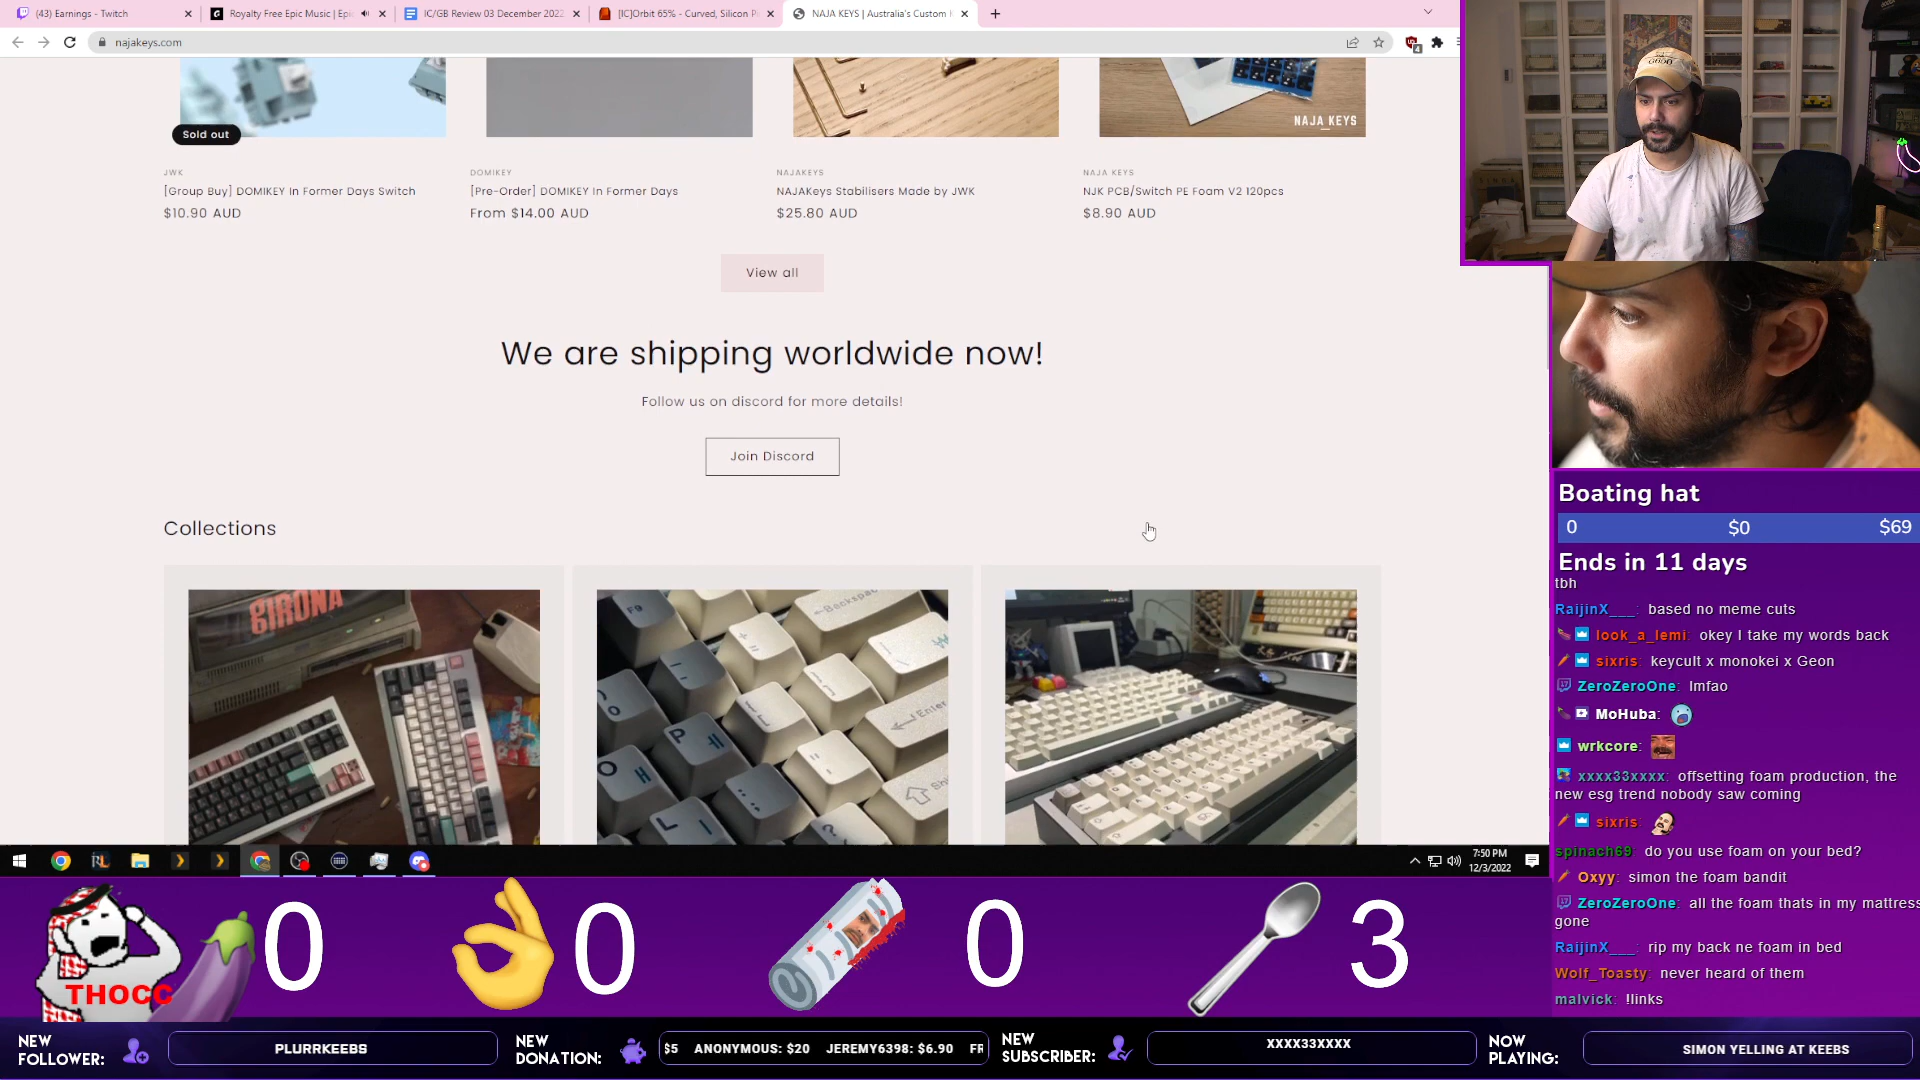 (43) Earnings - Twitch
Royalty Free Epic Music | Epic
IC/GB Review 03 December 2022
[IC]Orbit 65% - Curved, Silicon P
NAJA KEYS | Australia's Custom
najakeys.com
4
Sold out
NAJA KEYS
JWK
[Group Buy] DOMIKEY In Former Days Switch
$10.90 AUD
DOMIKEY
[Pre-Order] DOMIKEY In Former Days
From $14.00 AUD
NAJAKEYS
NAJAKeys Stabilisers Made by JWK
$25.80 AUD
NAJA KEYS
NJK PCB/Switch PE Foam V2 120pcs
$8.90 AUD
View all
We are shipping worldwide now!
Follow us on discord for more details!
Join Discord
Collections
GIRONA
F9
Backspace
Enter
Shi
P
O
L
Boating hat
0 $0 $69
Ends in 11 days
tbh
RaijinX___: based no meme cuts
look_a_lemi: okey I take my words back
sixris: keycult x monokei x Geon
ZeroZeroOne: lmfao
MoHuba:
wrkcore:
xxxx33xxxx: offsetting foam production, the
new esg trend nobody saw coming
sixris:
spinach69: do you use foam on your bed?
Oxyy: simon the foam bandit
ZeroZeroOne: all the foam thats in my mattress
gone
RaijinX___: rip my back ne foam in bed
Wolf_Toasty: never heard of them
malvick: !links
7:50 PM
12/3/2022
THOCC
0
0
0
3
NEW
FOLLOWER:
PLURRKEEBS
NEW
DONATION:
$5 ANONYMOUS: $20 JEREMY6398: $6.90 FR
NEW
SUBSCRIBER:
XXXX33XXXX
NOW
PLAYING:
SIMON YELLING AT KEEBS